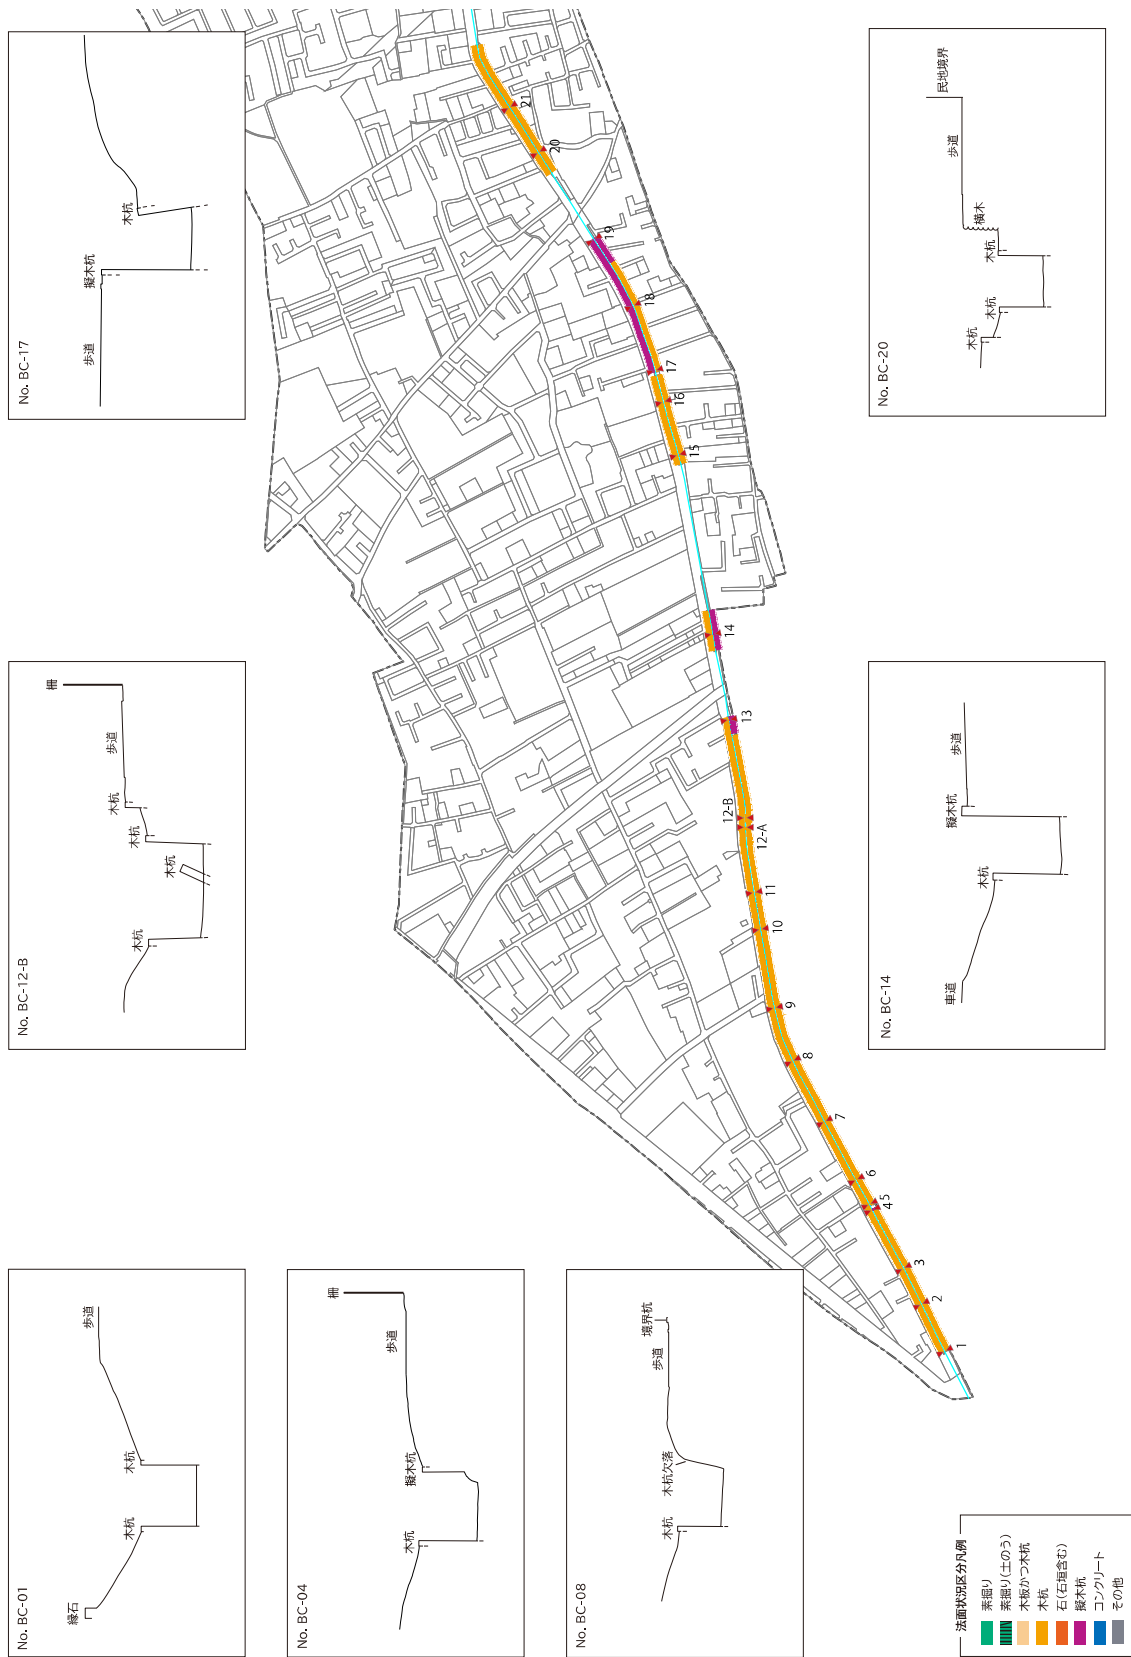 No. BC-01
縁石
木杭
木杭
歩道
No. BC-04
木杭
擬木杭
歩道
柵
No. BC-08
木杭
木杭欠落
歩道
境界杭
No. BC-12-B
木杭
木杭
木杭
木杭
歩道
柵
No. BC-17
歩道
擬木杭
木杭
No. BC-14
車道
木杭
擬木杭
歩道
No. BC-20
木杭
木杭
木杭
横木
歩道
民地境界
1
2
3
4
5
6
7
8
9
10
11
12-A
12-B
13
14
15
16
17
18
19
20
21
法面状況区分凡例
素掘り
素掘り(土のう)
木板かつ木杭
木杭
石(石垣含む)
擬木杭
コンクリート
その他